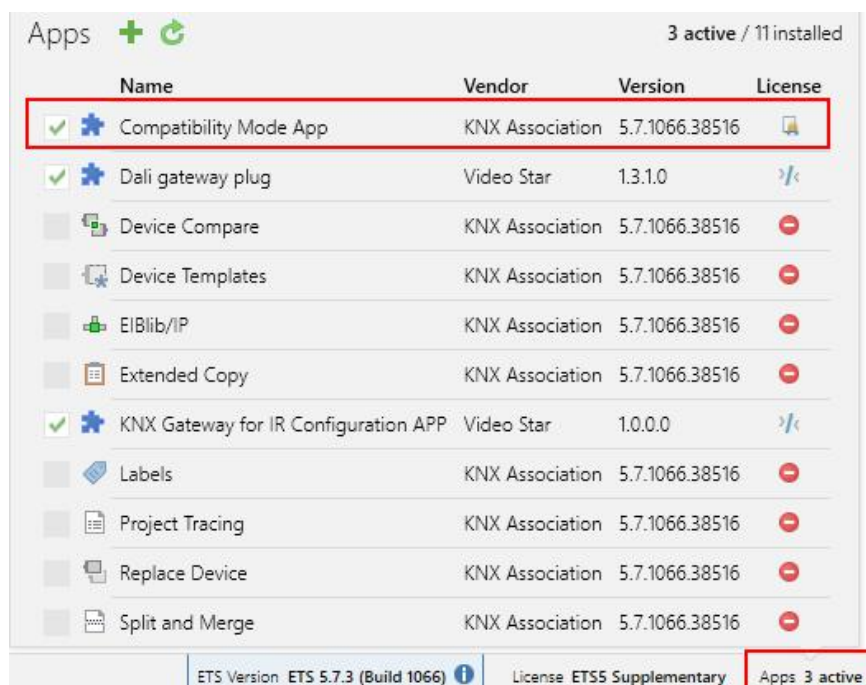 Apps 3 active / 11 installed
Name Vendor Version License
Compatibility Mode App KNX Association 5.7.1066.38516
Dali gateway plug Video Star 1.3.1.0
Device Compare KNX Association 5.7.1066.38516
Device Templates KNX Association 5.7.1066.38516
EIBlib/IP KNX Association 5.7.1066.38516
Extended Copy KNX Association 5.7.1066.38516
KNX Gateway for IR Configuration APP Video Star 1.0.0.0
Labels KNX Association 5.7.1066.38516
Project Tracing KNX Association 5.7.1066.38516
Replace Device KNX Association 5.7.1066.38516
Split and Merge KNX Association 5.7.1066.38516
ETS Version ETS 5.7.3 (Build 1066) License ETS5 Supplementary Apps 3 active